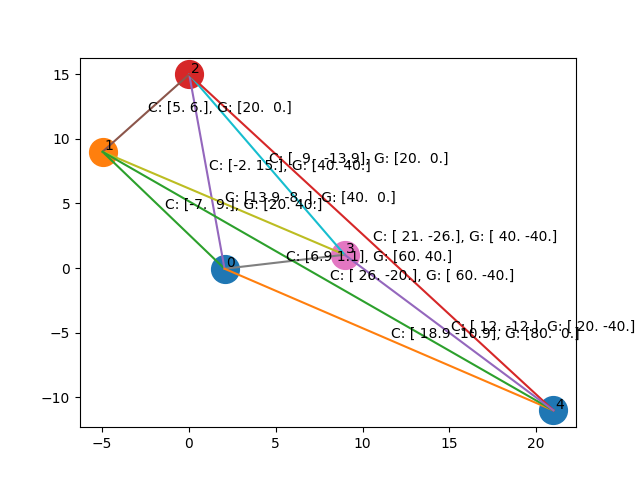 15
2
C: [5. 6.], G: [20. 0.]
10
1
C: [ 9. -13.9], G: [20. 0.]
C: [-2. 15.], G: [40. 40.]
5
C: [13.9 -8. ], G: [40. 0.]
C: [-7. 9.], G: [20. 40.]
C: [ 21. -26.], G: [ 40. -40.]
3
C: [6.9 1.1], G: [60. 40.]
0
0
C: [ 26. -20.], G: [ 60. -40.]
C: [ 12. -12.], G: [ 20. -40.]
−5
C: [ 18.9 -10.9], G: [80. 0.]
−10
4
−5 0 5 10 15 20